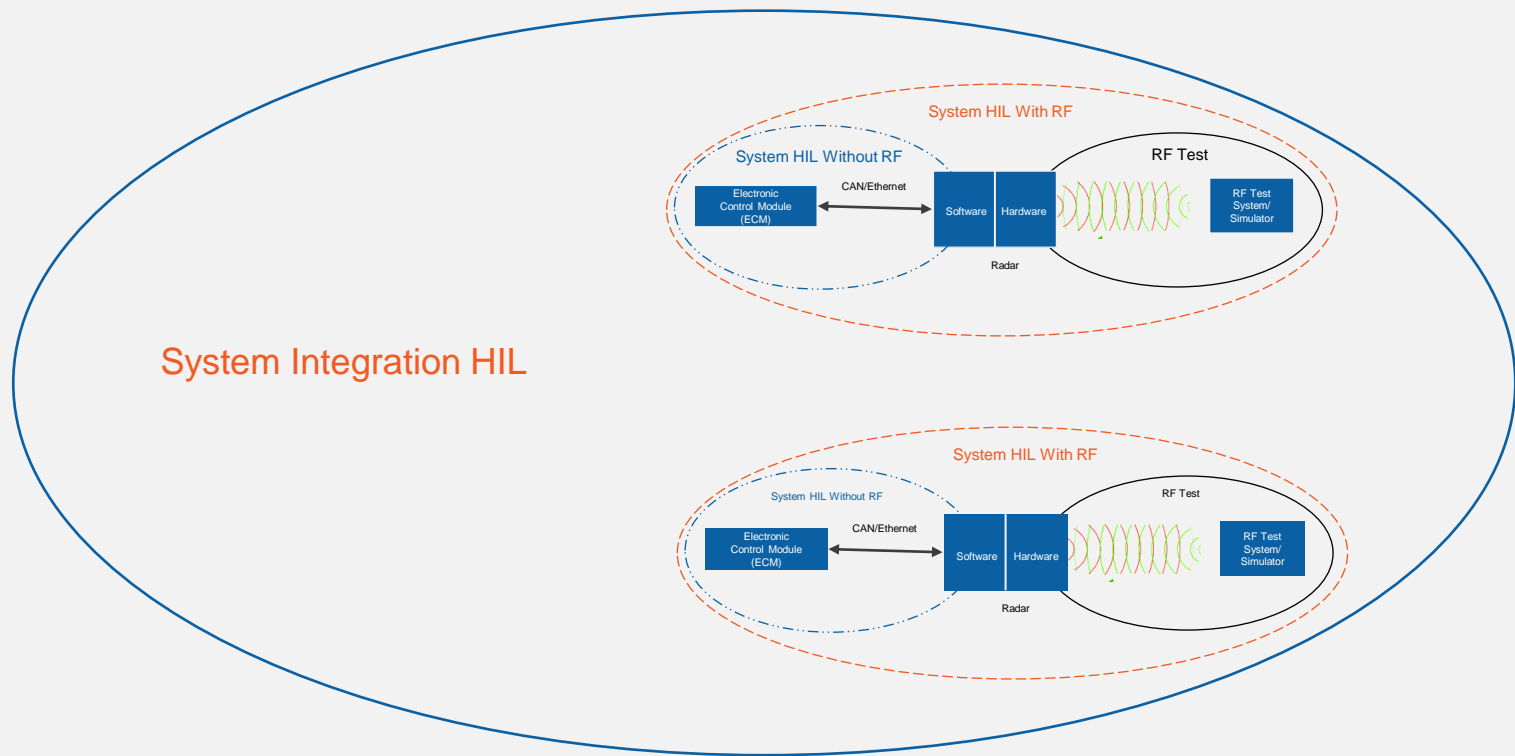 System HIL With RF
System HIL Without RF
RF Test
CAN/Ethernet
Electronic
Control Module
(ECM)
Software
Hardware
RF Test
System/
Simulator
Radar
System Integration HIL
System HIL With RF
System HIL Without RF
RF Test
CAN/Ethernet
Electronic
Control Module
(ECM)
Software
Hardware
RF Test
System/
Simulator
Radar